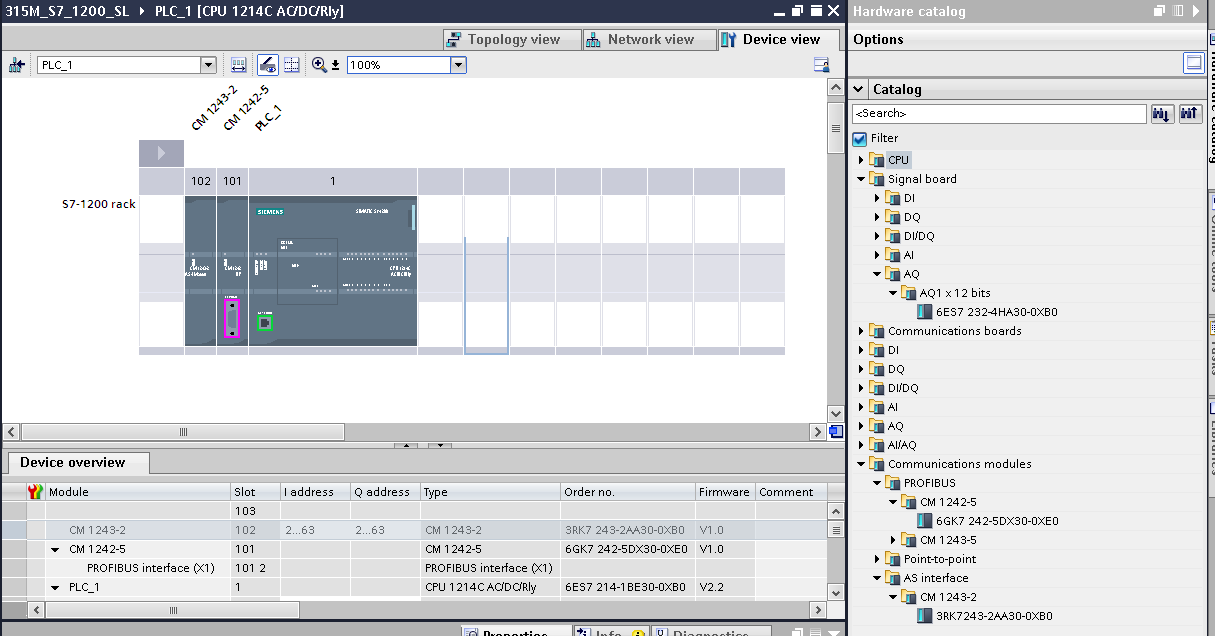 315M_S7_1200_SL PLC_1 [CPU 1214C AC/DC/Rly]
Topology view Network view Device view
PLC_1 100%
CM 1243-2
CM 1242-5
PLC_1
102 101 1
S7-1200 rack
SIEMENS
Device overview
Module Slot I address Q address Type Order no. Firmware Comment
103
CM 1243-2 102 2...63 2...63 CM 1243-2 3RK7 243-2AA30-0XB0 V1.0
CM 1242-5 101 CM 1242-5 6GK7 242-5DX30-0XE0 V1.0
PROFIBUS interface (X1) 101 2 PROFIBUS interface (X1)
PLC_1 1 CPU 1214C AC/DC/Rly 6ES7 214-1BE30-0XB0 V2.2
Properties Info Diagnostics
Hardware catalog
Options
Catalog
<Search>
Filter
CPU
Signal board
DI
DQ
DI/DQ
AI
AQ
AQ1 x 12 bits
6ES7 232-4HA30-0XB0
Communications boards
DI
DQ
DI/DQ
AI
AQ
AI/AQ
Communications modules
PROFIBUS
CM 1242-5
6GK7 242-5DX30-0XE0
CM 1243-5
Point-to-point
AS interface
CM 1243-2
3RK7243-2AA30-0XB0